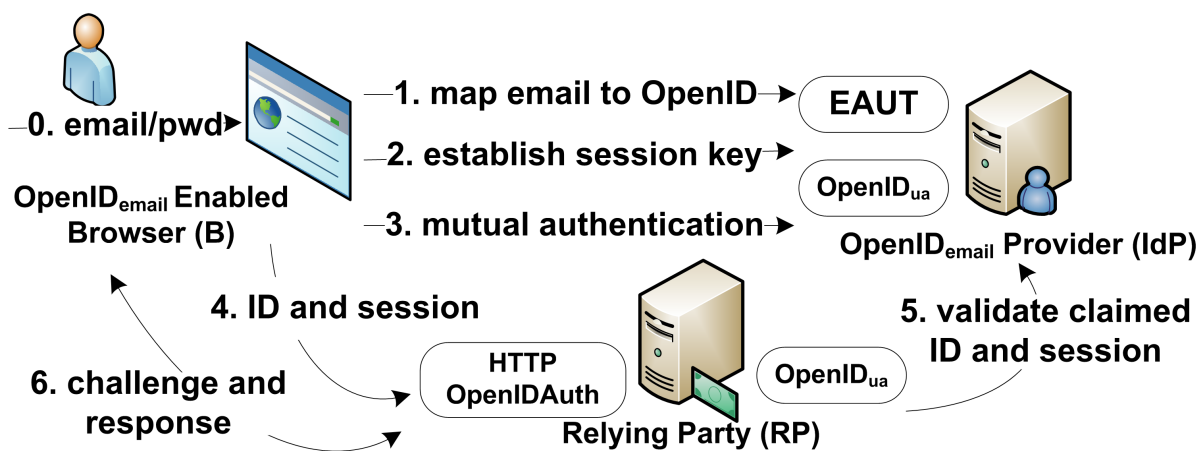 0. email/pwd
OpenIDemail Enabled
Browser (B)
1. map email to OpenID
2. establish session key
3. mutual authentication
EAUT
OpenIDua
OpenIDemail Provider (IdP)
4. ID and session
5. validate claimed
ID and session
6. challenge and
response
HTTP
OpenIDAuth
OpenIDua
Relying Party (RP)